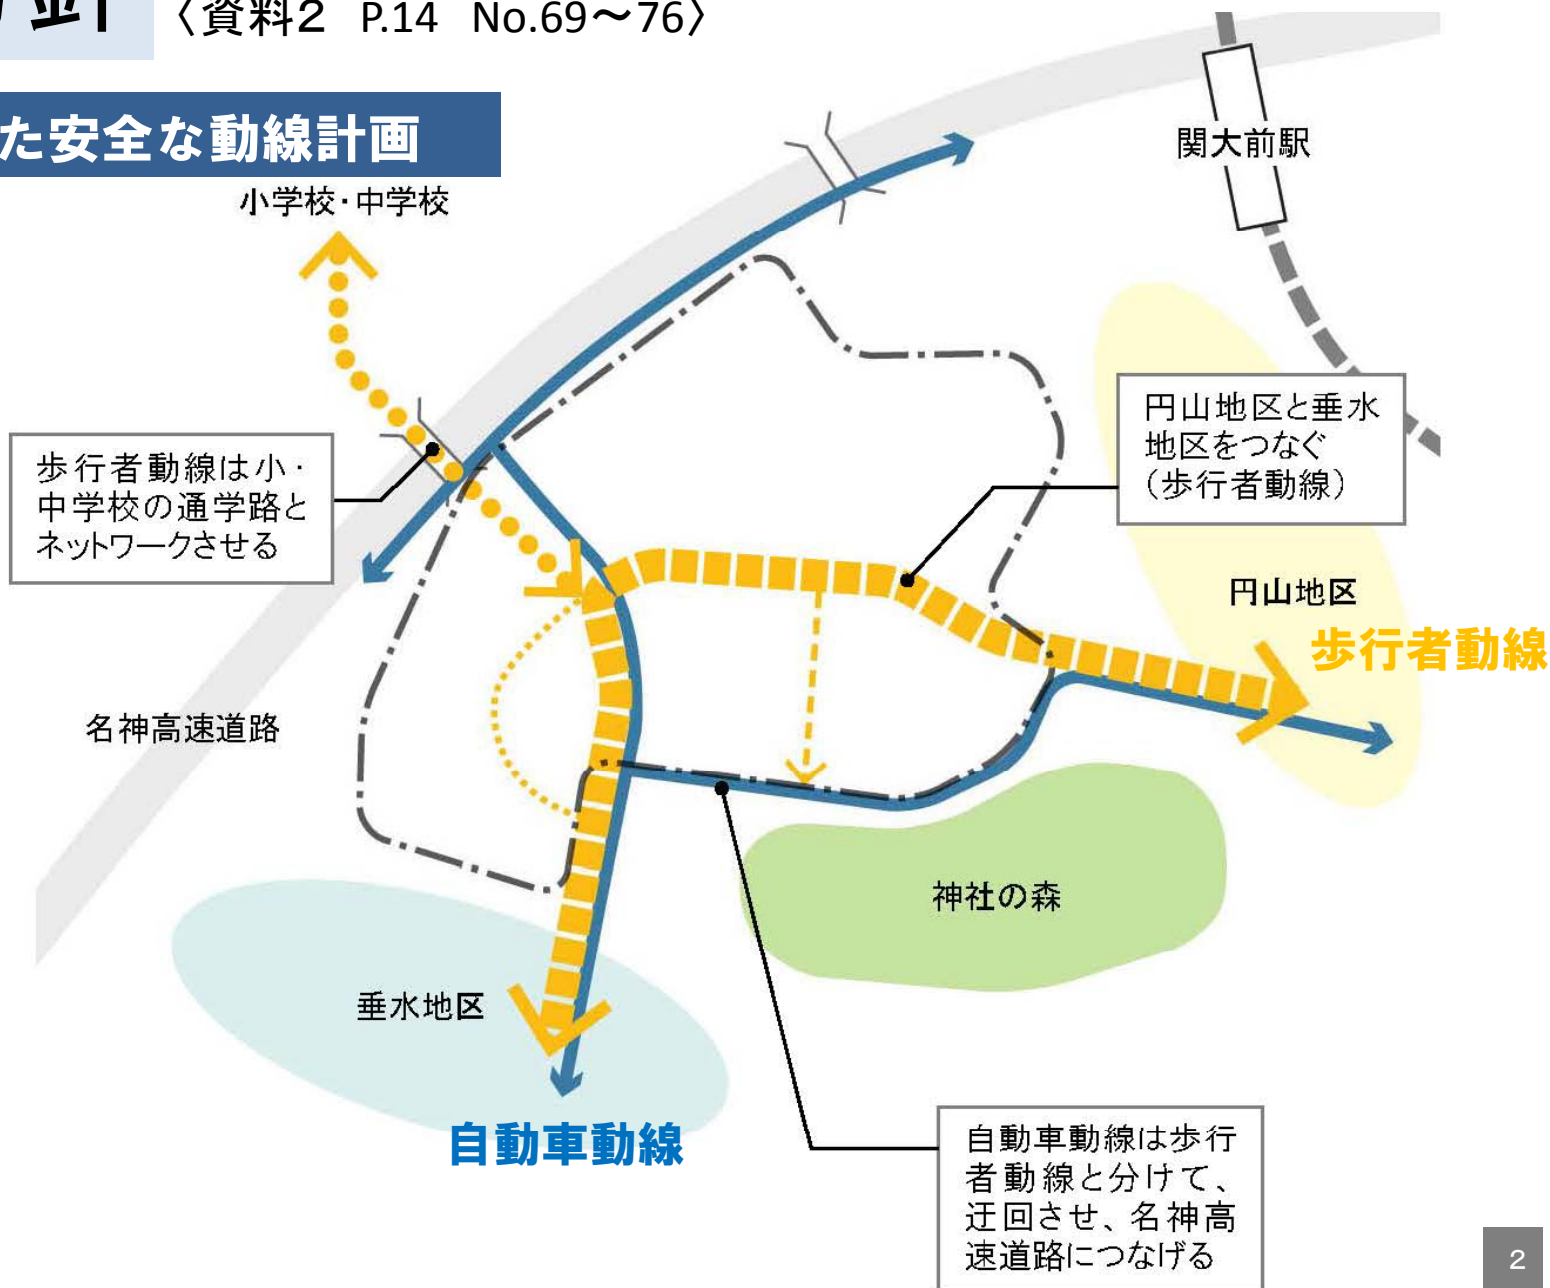 針 〈資料2 P.14 No.69～76〉
た安全な動線計画
関大前駅
小学校・中学校
円山地区と垂水
地区をつなぐ
（歩行者動線）
歩行者動線は小・
中学校の通学路と
ネットワークさせる
円山地区
歩行者動線
名神高速道路
神社の森
垂水地区
自動車動線
自動車動線は歩行
者動線と分けて、
迂回させ、名神高
速道路につなげる
2